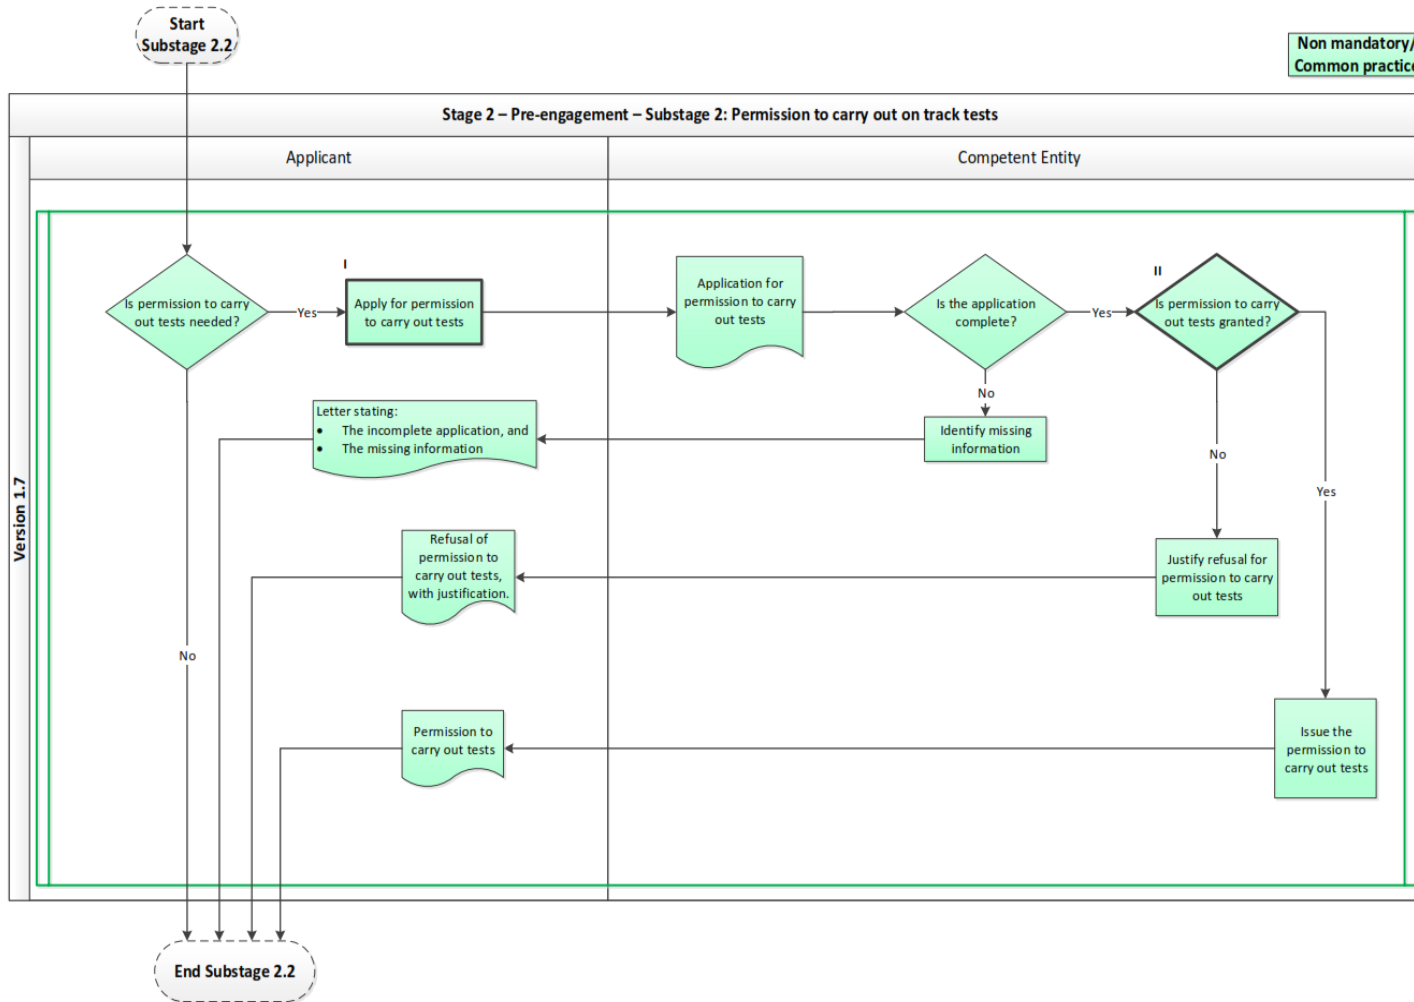 Start
Substage 2.2
Non mandatory/
Common practice
Stage 2 – Pre-engagement – Substage 2: Permission to carry out on track tests
Applicant
Competent Entity
Version 1.7
Is permission to carry
out tests needed?
Yes
I
Apply for permission
to carry out tests
Application for
permission to carry
out tests
Is the application
complete?
Yes
II
Is permission to carry
out tests granted?
No
Letter stating:
• The incomplete application, and
• The missing information
Identify missing
information
No
Yes
Refusal of
permission to
carry out tests,
with justification.
Justify refusal for
permission to carry
out tests
No
Permission to
carry out tests
Issue the
permission to
carry out tests
End Substage 2.2